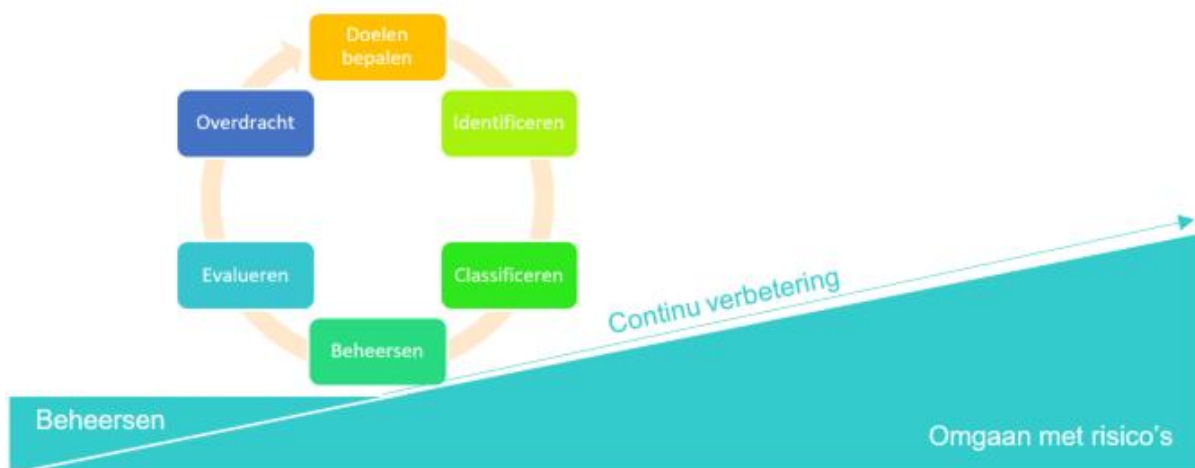 Doelen
bepalen
Overdracht
Identificeren
Evalueren
Classificeren
Beheersen
Continu verbetering
Beheersen
Omgaan met risico's